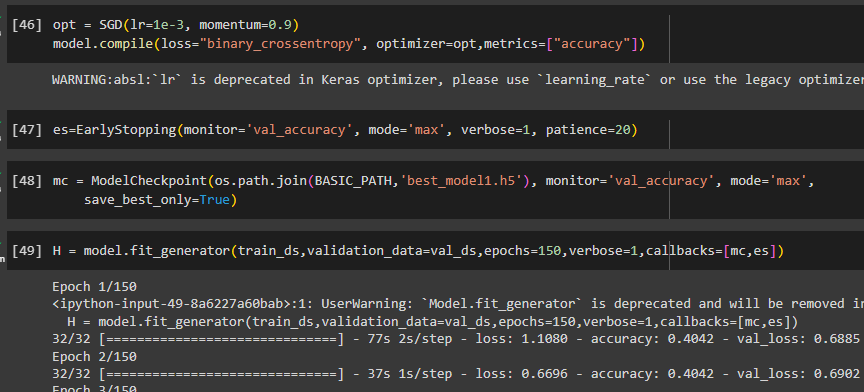 [46] opt = SGD(lr=1e-3, momentum=0.9)
model.compile(loss="binary_crossentropy", optimizer=opt,metrics=["accuracy"])
WARNING:absl:`lr` is deprecated in Keras optimizer, please use `learning_rate` or use the legacy optimizer
[47] es=EarlyStopping(monitor='val_accuracy', mode='max', verbose=1, patience=20)
[48] mc = ModelCheckpoint(os.path.join(BASIC_PATH,'best_model1.h5'), monitor='val_accuracy', mode='max',
save_best_only=True)
[49] H = model.fit_generator(train_ds,validation_data=val_ds,epochs=150,verbose=1,callbacks=[mc,es])
Epoch 1/150
<ipython-input-49-8a6227a60bab>:1: UserWarning: `Model.fit_generator` is deprecated and will be removed in
H = model.fit_generator(train_ds,validation_data=val_ds,epochs=150,verbose=1,callbacks=[mc,es])
32/32 [==============================] - 77s 2s/step - loss: 1.1080 - accuracy: 0.4042 - val_loss: 0.6885
Epoch 2/150
32/32 [==============================] - 37s 1s/step - loss: 0.6696 - accuracy: 0.4042 - val_loss: 0.6902
Epoch 3/150